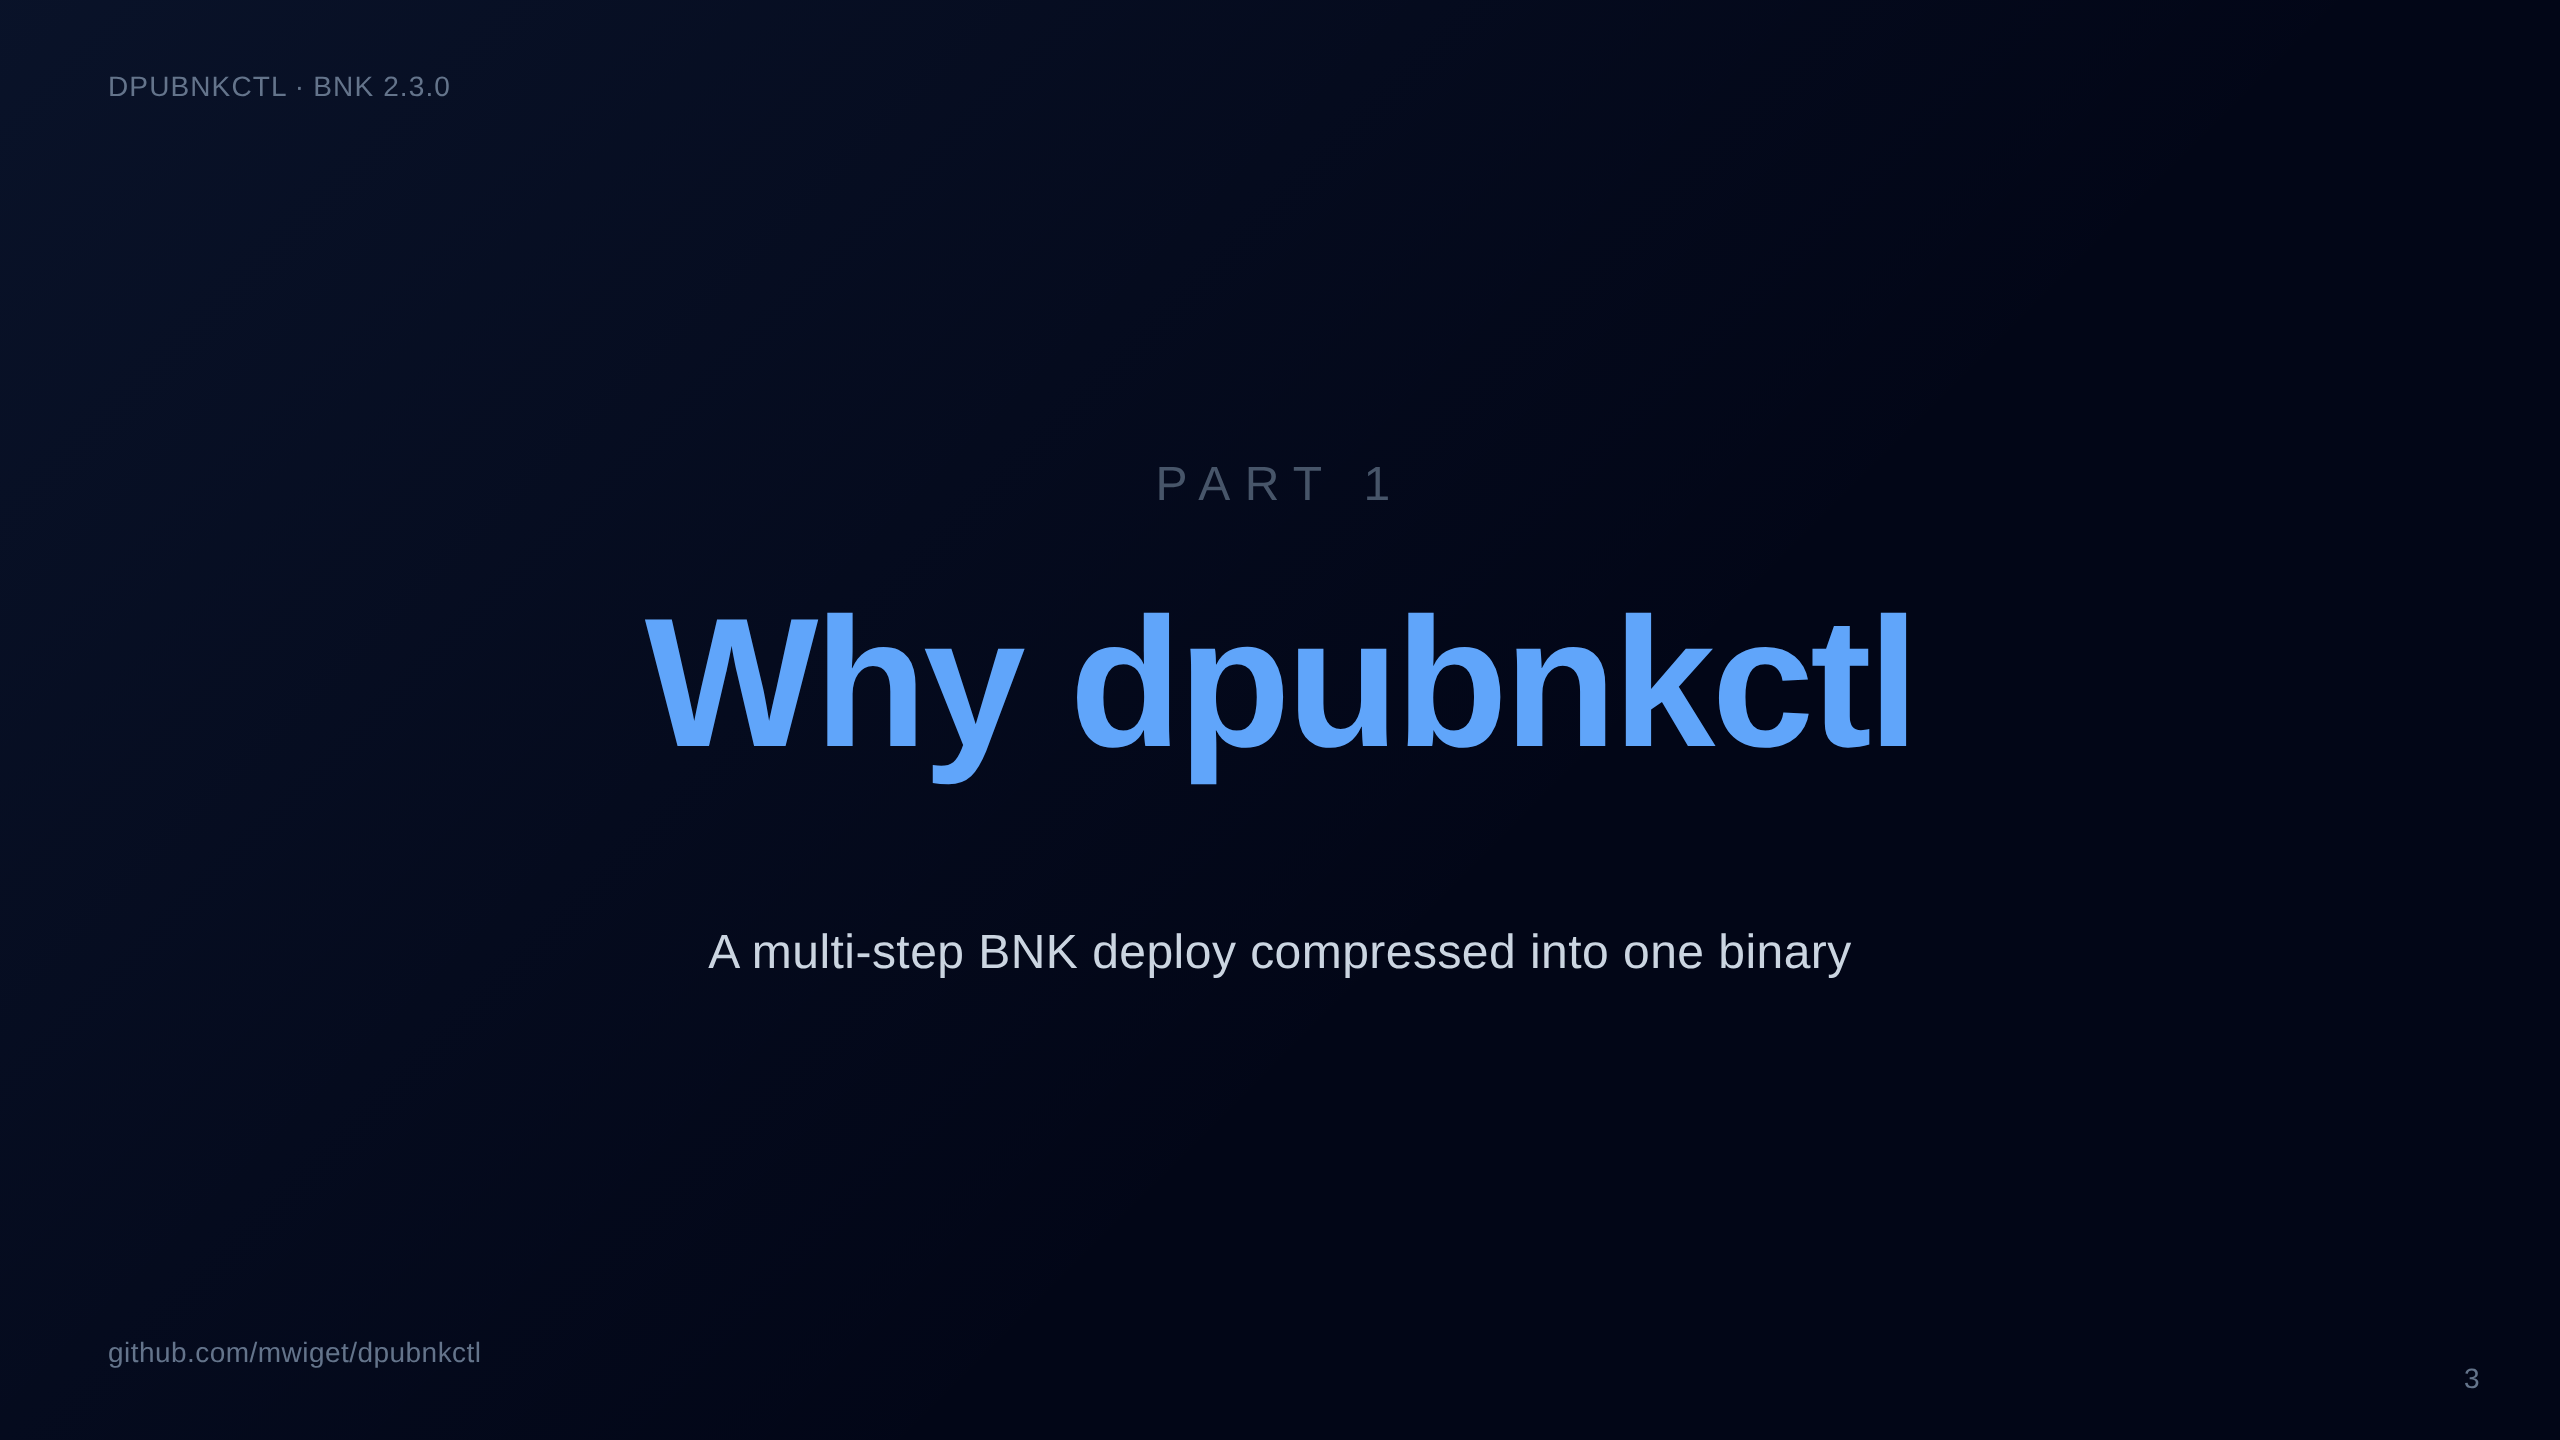 DPUBNKCTL · BNK 2.3.0
PART 1
Why dpubnkctl
A multi-step BNK deploy compressed into one binary
github.com/mwiget/dpubnkctl
3